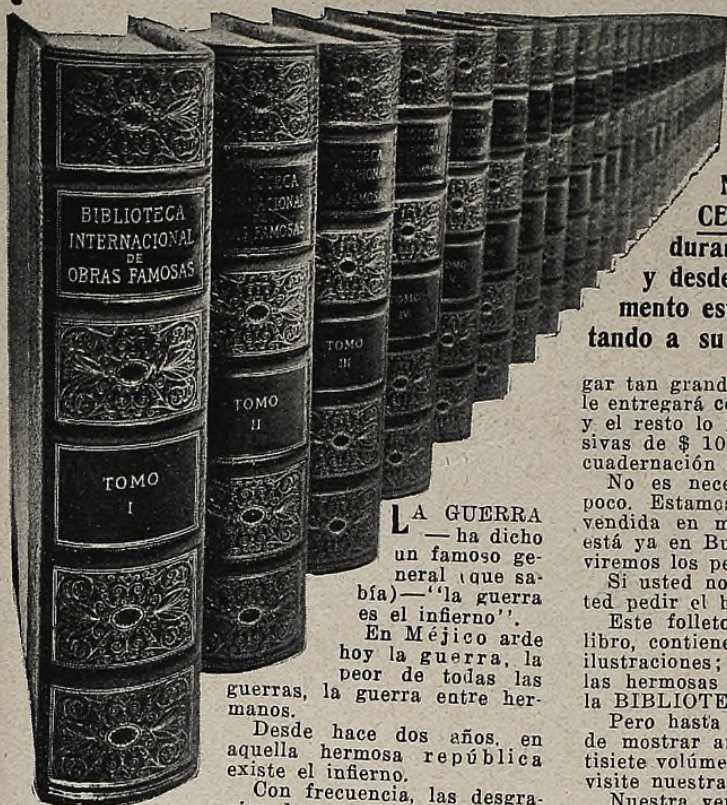 BIBLIOTECA
INTERNACIONAL
DE
OBRAS FAMOSAS
TOMO
I
TOMO
II
TOMO
III
TOMO
IV
LA GUERRA
— ha dicho
un famoso ge-
neral (que sa-
bía)—“la guerra
es el infierno”.
En Méjico arde
hoy la guerra, la
peor de todas las
guerras, la guerra entre her-
manos.
Desde hace dos años, en
aquella hermosa república
existe el infierno.
Con frecuencia, las desgra-
CE
y desde
mento es
tando a su
gar tan grand
le entregará
y el resto lo
sivas de $ 10
cuadernación
No es nece
poco. Estamos
vendida en
está ya en
viremos los
Si usted no
ted pedir el
Este folleto
libro, contiene
ilustraciones;
las hermosas
la BIBLIOTE
Pero hasta
de mostrar
tisiete volúme
visite nuestra
Nuestra